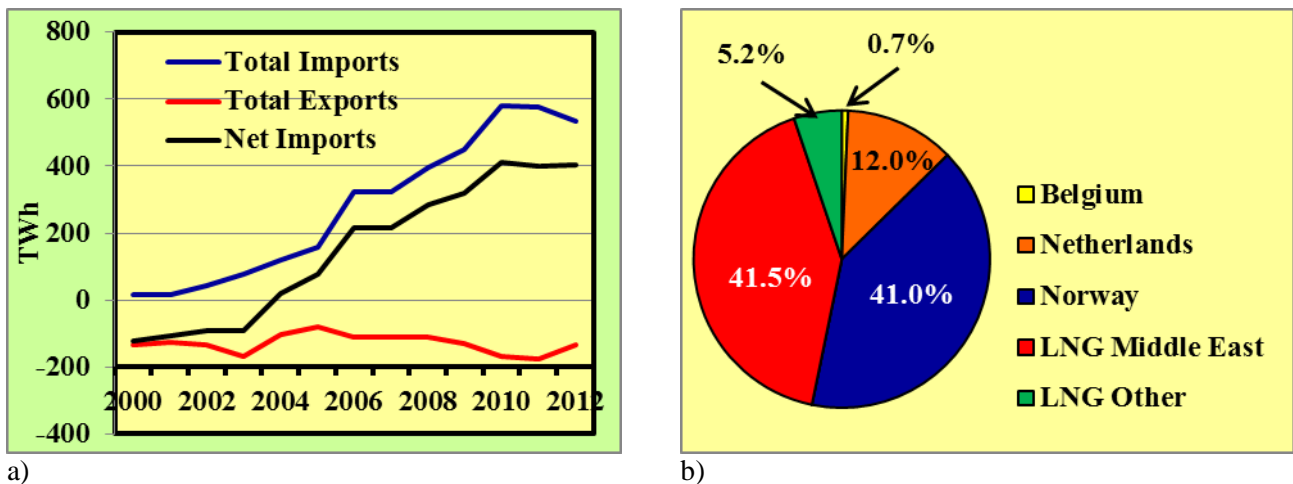 800
600
400
200
0
-200
-400
TWh
Total Imports
Total Exports
Net Imports
2000 2002 2004 2006 2008 2010 2012
a)
5.2%
0.7%
12.0%
41.5%
41.0%
Belgium
Netherlands
Norway
LNG Middle East
LNG Other
b)